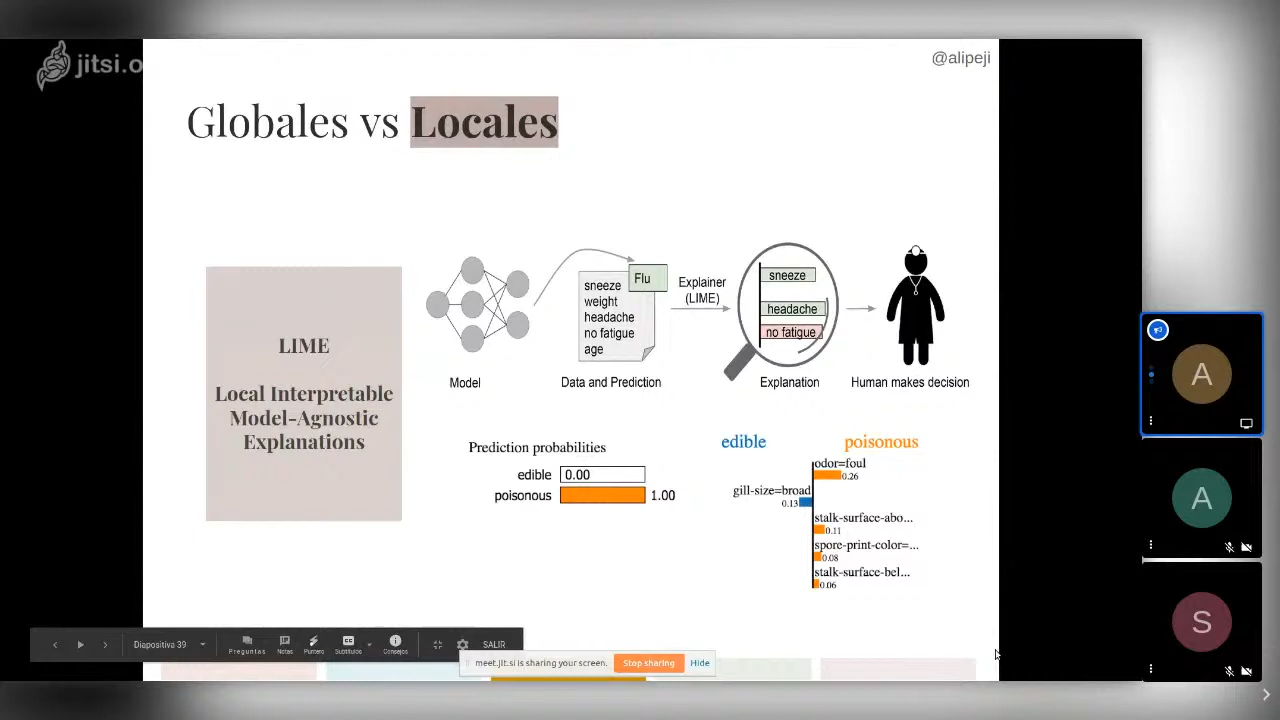 jitsi.o
@alipeji
Globales vs Locales
LIME
Local Interpretable
Model-Agnostic
Explanations
Model
sneeze
weight
headache
no fatigue
age
Flu
Data and Prediction
Explainer
(LIME)
sneeze
headache
no fatigue
Explanation
Human makes decision
Prediction probabilities
edible 0.00
poisonous 1.00
edible poisonous
odor=foul
0.26
gill-size=broad
0.13
stalk-surface-abo...
0.11
spore-print-color=...
0.08
stalk-surface-bel...
0.06
Diapositiva 39
Preguntas
Notas
Puntero
Subtítulos
Consejos
SALIR
meet.jit.si is sharing your screen.
Stop sharing
Hide
A
A
S